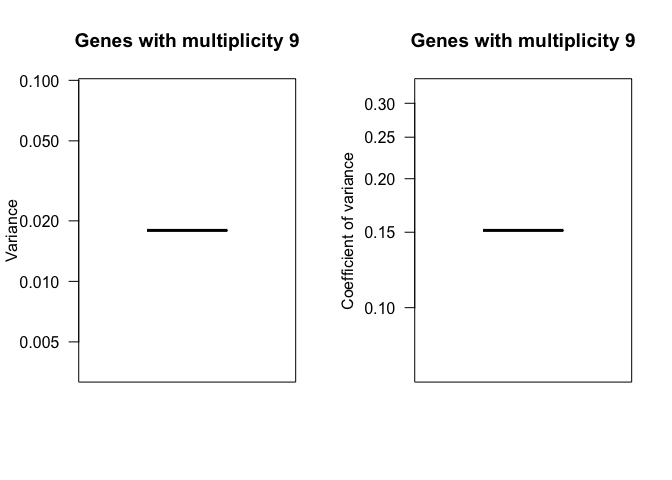 Genes with multiplicity 9
Variance
0.100
0.050
0.020
0.010
0.005
Genes with multiplicity 9
Coefficient of variance
0.30
0.25
0.20
0.15
0.10